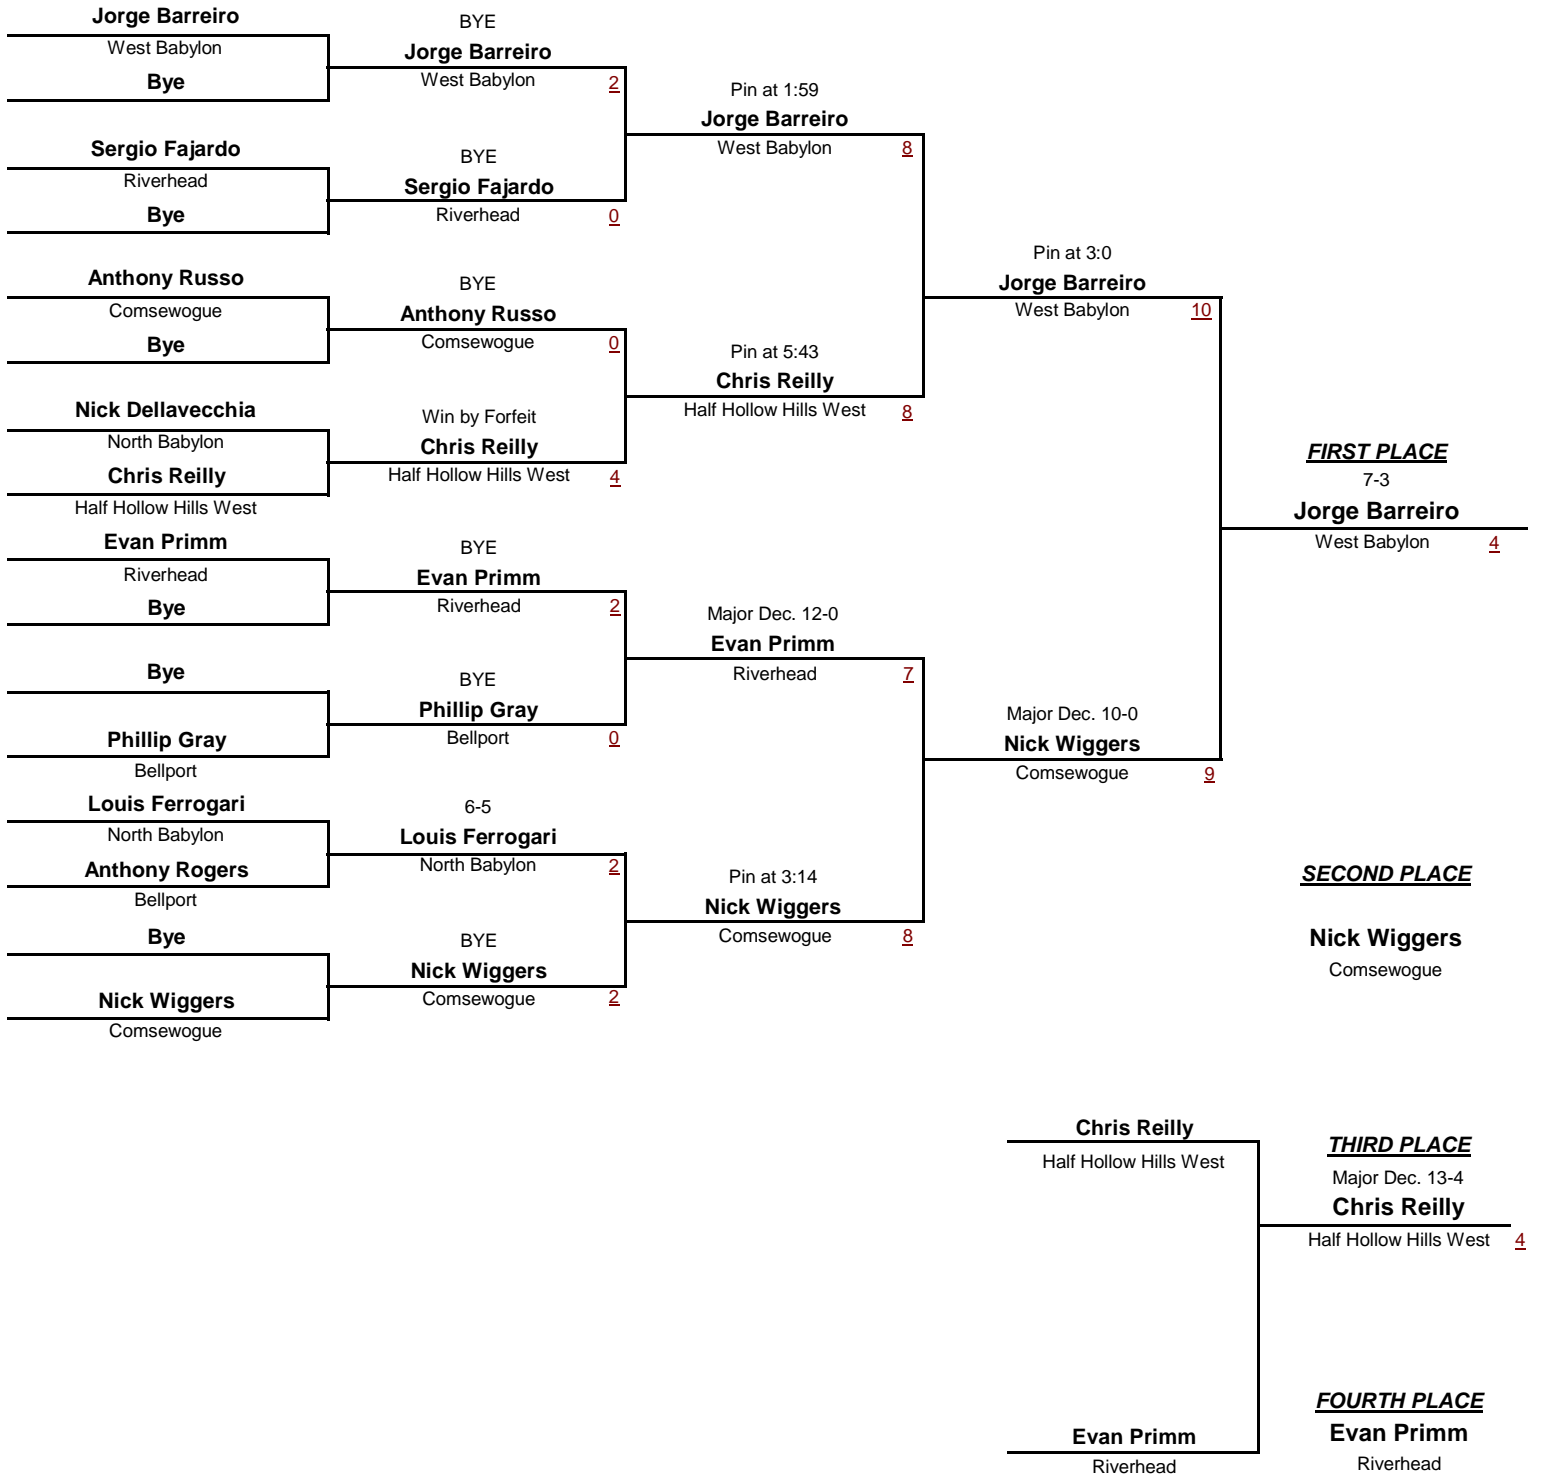 Jorge Barreiro
West Babylon
Bye
Sergio Fajardo
Riverhead
Bye
Anthony Russo
Comsewogue
Bye
Nick Dellavecchia
North Babylon
Chris Reilly
Half Hollow Hills West
Evan Primm
Riverhead
Bye
Bye
Phillip Gray
Bellport
Louis Ferrogari
North Babylon
Anthony Rogers
Bellport
Bye
Nick Wiggers
Comsewogue
BYE
Jorge Barreiro
West Babylon 2
BYE
Sergio Fajardo
Riverhead 0
BYE
Anthony Russo
Comsewogue 0
Win by Forfeit
Chris Reilly
Half Hollow Hills West 4
BYE
Evan Primm
Riverhead 2
BYE
Phillip Gray
Bellport 0
6-5
Louis Ferrogari
North Babylon 2
BYE
Nick Wiggers
Comsewogue 2
Pin at 1:59
Jorge Barreiro
West Babylon 8
Pin at 5:43
Chris Reilly
Half Hollow Hills West 8
Major Dec. 12-0
Evan Primm
Riverhead 7
Pin at 3:14
Nick Wiggers
Comsewogue 8
Pin at 3:0
Jorge Barreiro
West Babylon 10
Major Dec. 10-0
Nick Wiggers
Comsewogue 9
FIRST PLACE
7-3
Jorge Barreiro
West Babylon 4
SECOND PLACE
Nick Wiggers
Comsewogue
Chris Reilly
Half Hollow Hills West
Evan Primm
Riverhead
THIRD PLACE
Major Dec. 13-4
Chris Reilly
Half Hollow Hills West 4
FOURTH PLACE
Evan Primm
Riverhead